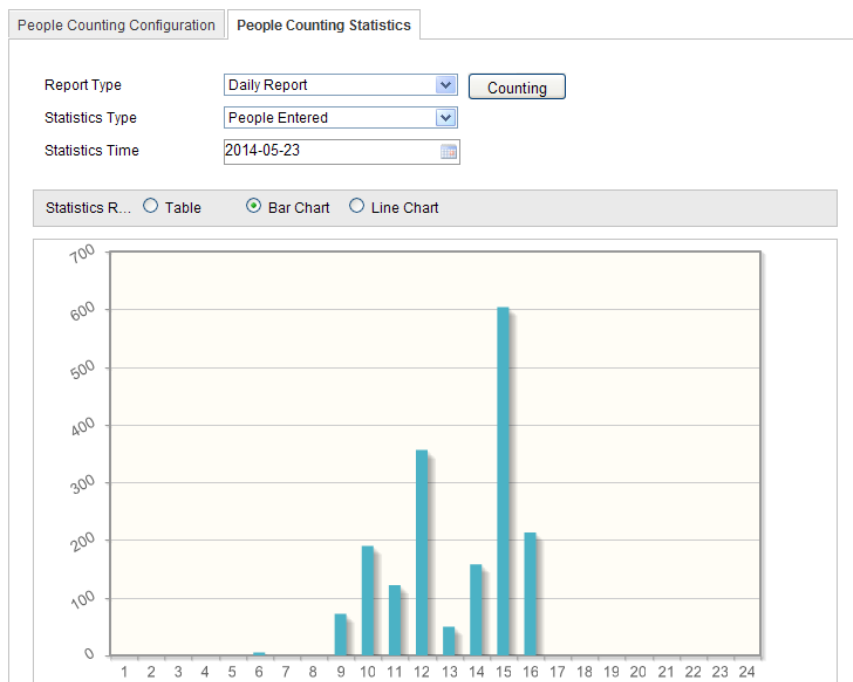 People Counting Configuration People Counting Statistics
Report Type Daily Report Counting
Statistics Type People Entered
Statistics Time 2014-05-23
Statistics R... Table Bar Chart Line Chart
700
600
500
400
300
200
100
0
1 2 3 4 5 6 7 8 9 10 11 12 13 14 15 16 17 18 19 20 21 22 23 24